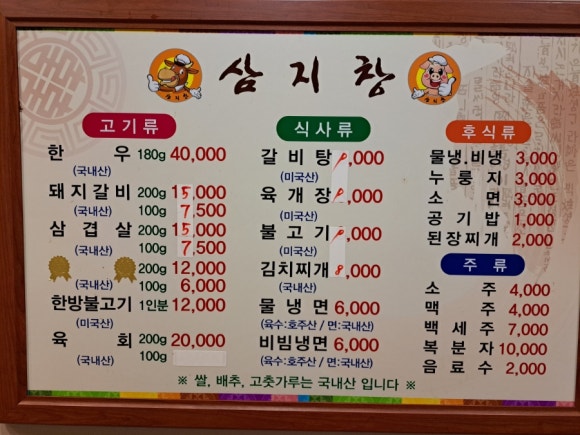 삼지창
고기류
한우 180g 40,000
(국내산)
돼지갈비 200g 15,000
(국내산) 100g 7,500
삼겹살 200g 15,000
(국내산) 100g 7,500
200g 12,000
(국내산) 100g 6,000
한방불고기 1인분 12,000
(미국산)
육회 200g 20,000
(국내산) 100g
식사류
갈비탕 ,000
(미국산)
육개장 ,000
(미국산)
불고기 ,000
(미국산)
김치찌개 8,000
(국내산)
물냉면 6,000
(육수:호주산 / 면:국내산)
비빔냉면 6,000
(육수:호주산 / 면:국내산)
후식류
물냉.비냉 3,000
누룽지 3,000
소면 3,000
공기밥 1,000
된장찌개 2,000
주류
소주 4,000
맥주 4,000
백세주 7,000
복분자 10,000
음료수 2,000
※ 쌀, 배추, 고춧가루는 국내산 입니다 ※